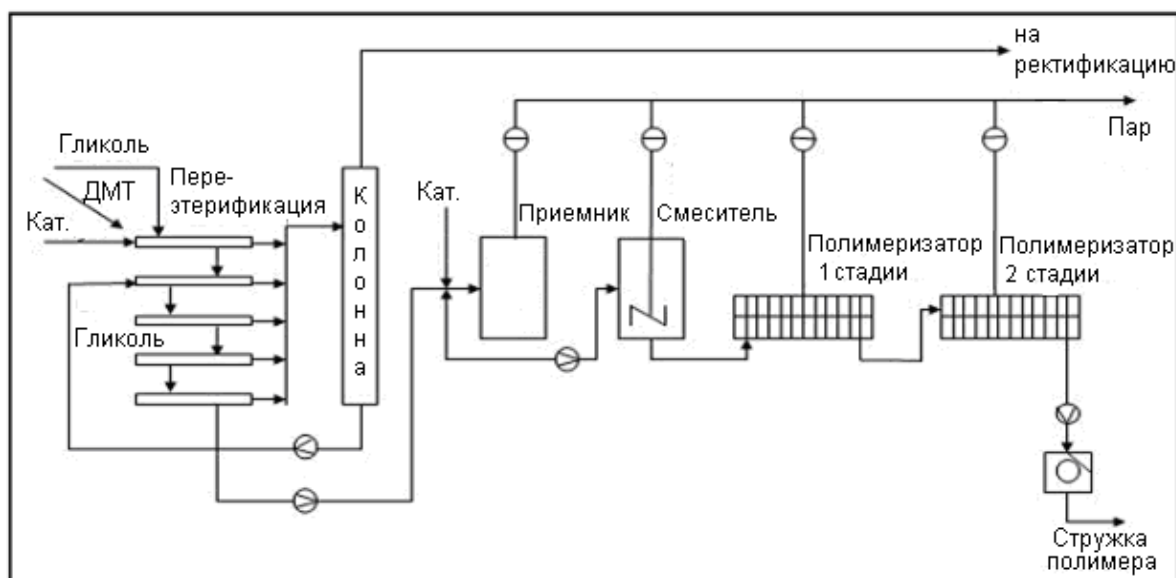 на
ректификацию
Пар
Гликоль
ДМТ
Кат.
Пере-
этерификация
Гликоль
Колонна
Кат.
Приемник
Смеситель
Полимеризатор
1 стадии
Полимеризатор
2 стадии
Стружка
полимера